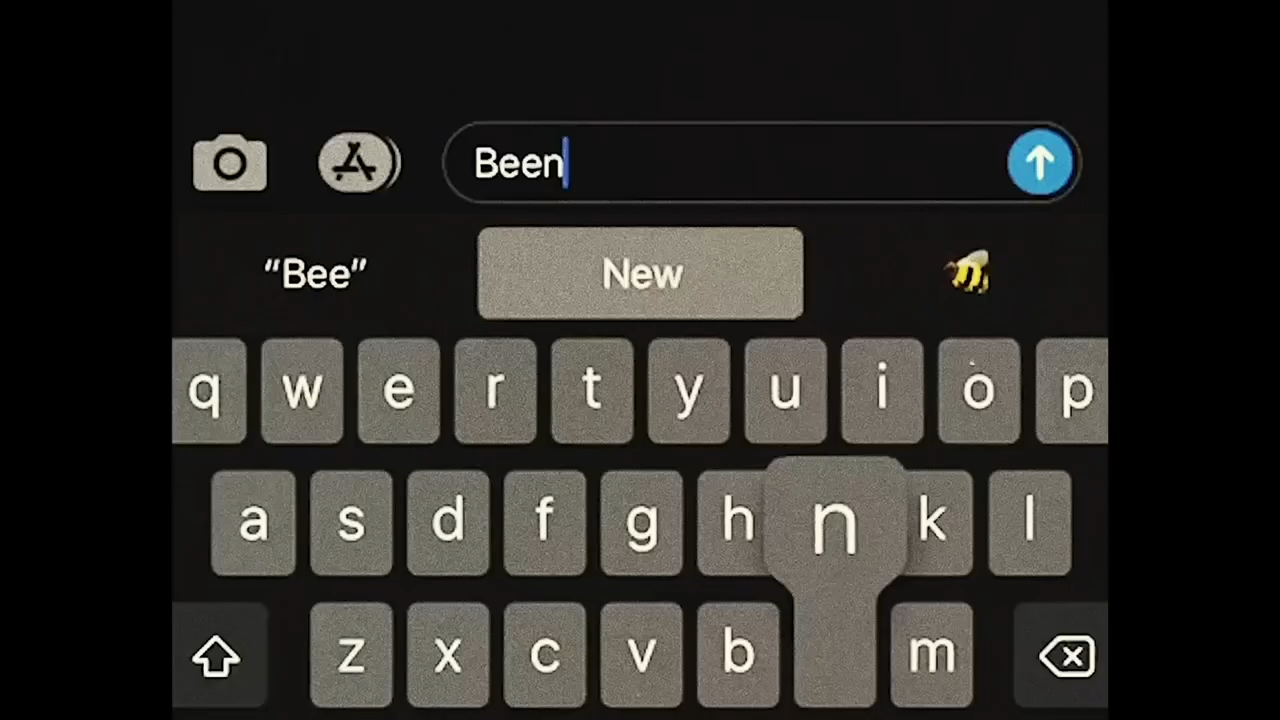 Been
“Bee” New
q w e r t y u i o p
a s d f g h n k l
z x c v b m